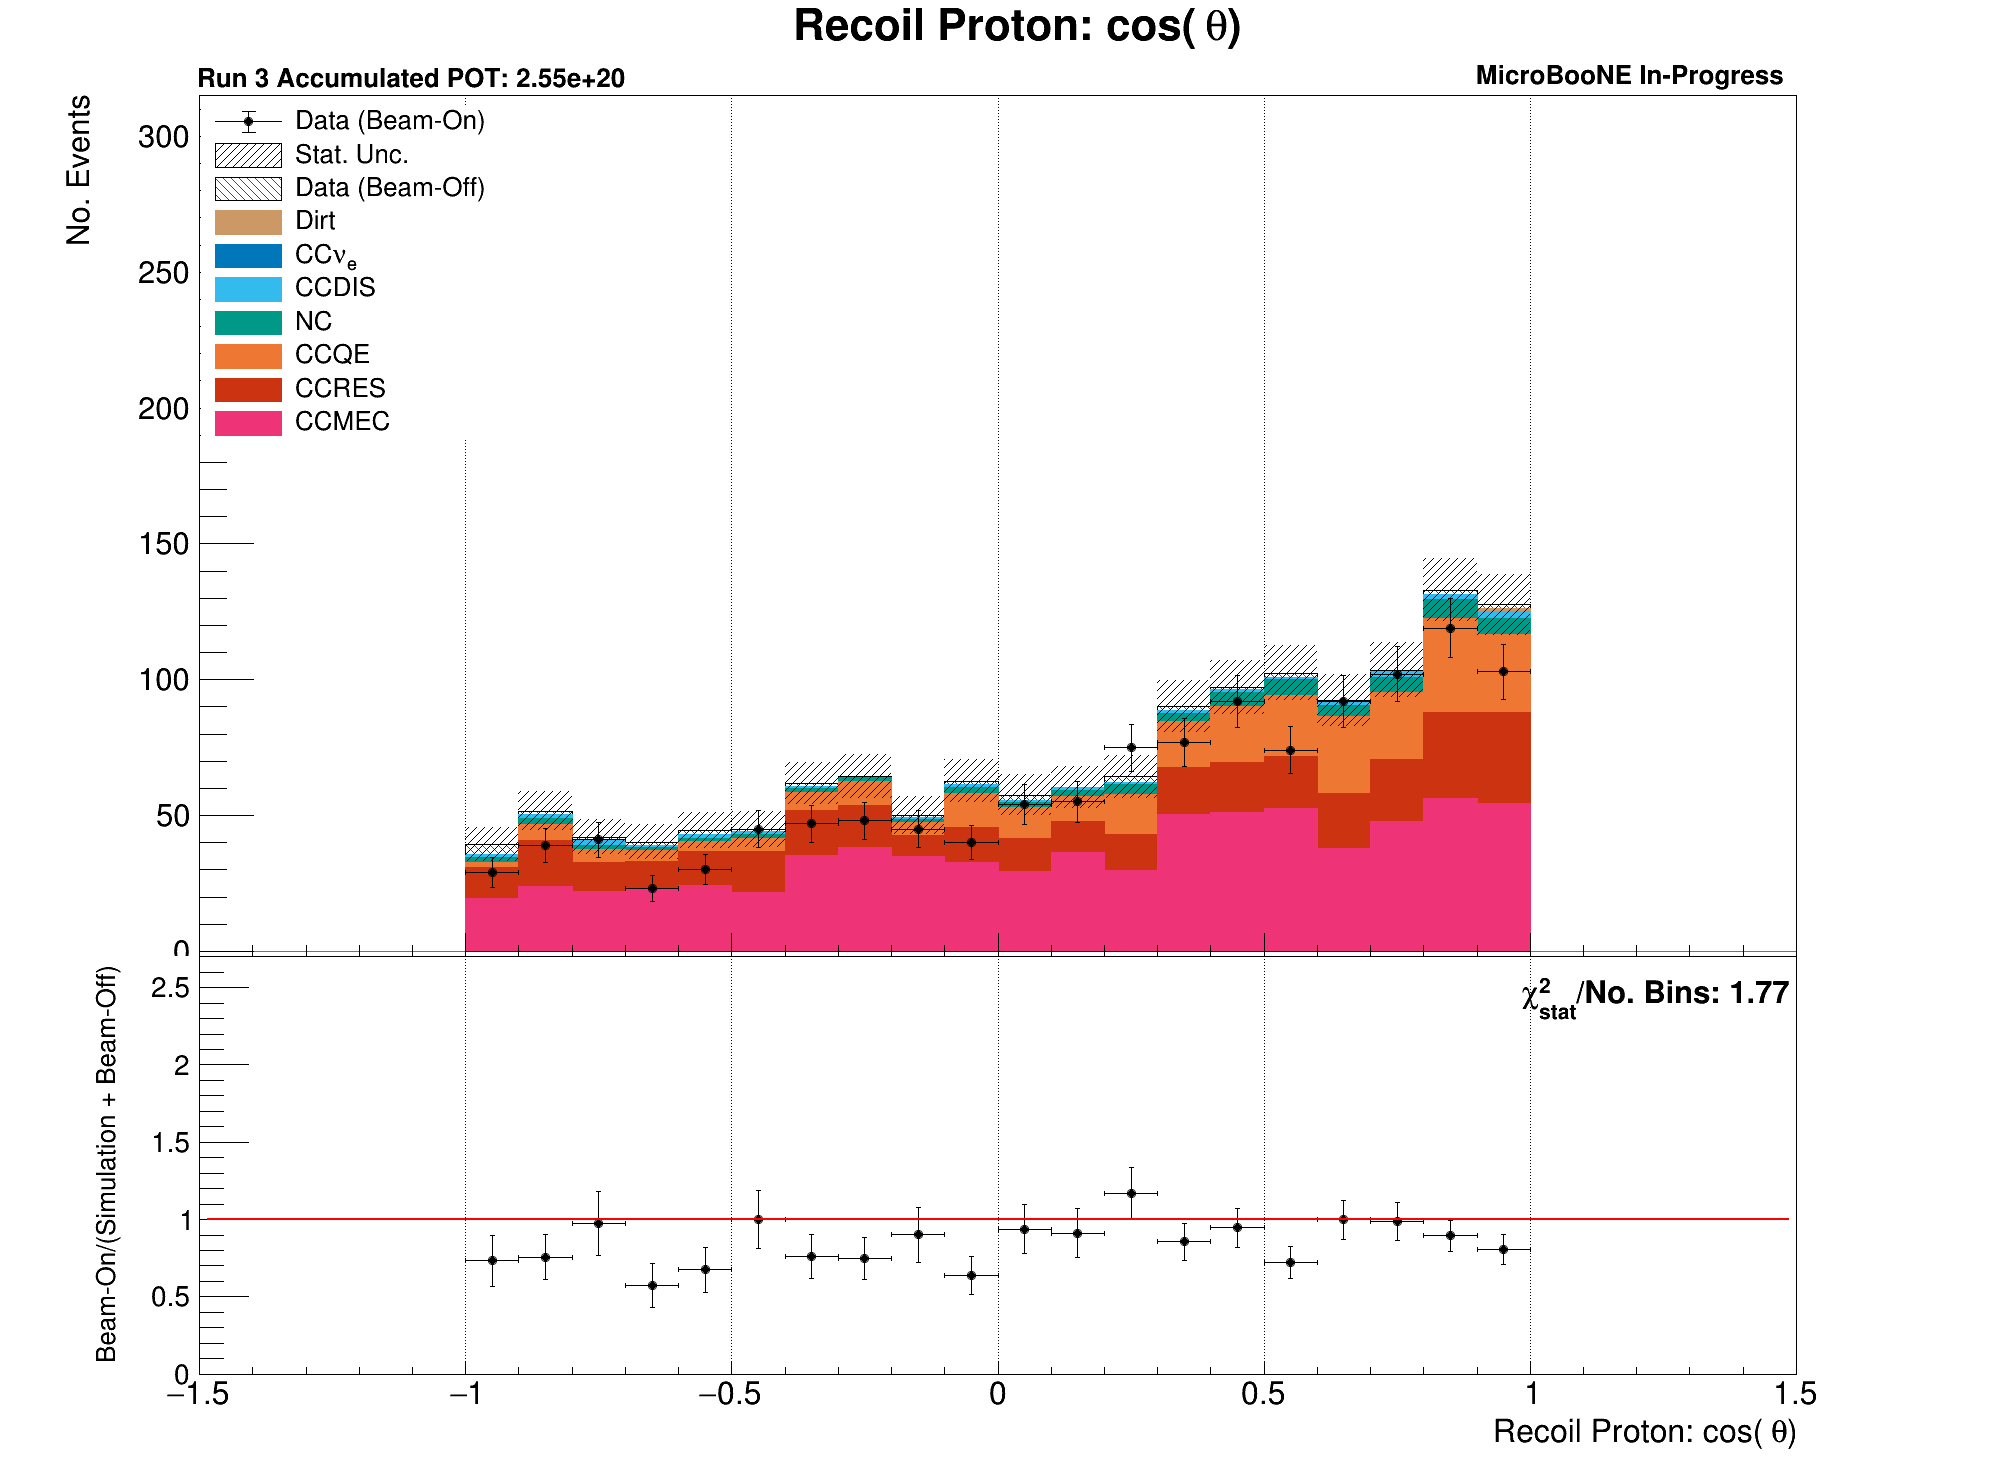 Recoil Proton: cos( θ)
Run 3 Accumulated POT: 2.55e+20
MicroBooNE In-Progress
No. Events
300
250
200
150
100
50
0
Data (Beam-On)
Stat. Unc.
Data (Beam-Off)
Dirt
CCνe
CCDIS
NC
CCQE
CCRES
CCMEC
Beam-On/(Simulation + Beam-Off)
2.5
2
1.5
1
0.5
0
χ²stat/No. Bins: 1.77
−1.5 −1 −0.5 0 0.5 1 1.5
Recoil Proton: cos( θ)